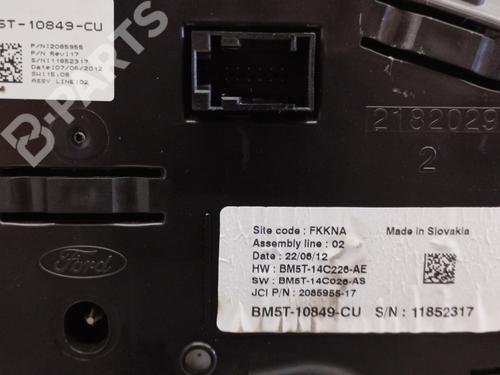 5T-10849-CU
P/N:2085955
P/N Rev:17
S/N:11852317
Date:07/06/2012
SW:15.08
ASSY LINE:02
B-PARTS
2182029
2
Ford
Site code : FKKNA
Made in Slovakia
Assembly line : 02
Date : 22/06/12
HW : BM5T-14C226-AE
SW : BM5T-14C026-AS
JCI P/N : 2085955-17
BM5T-10849-CU
S/N : 11852317